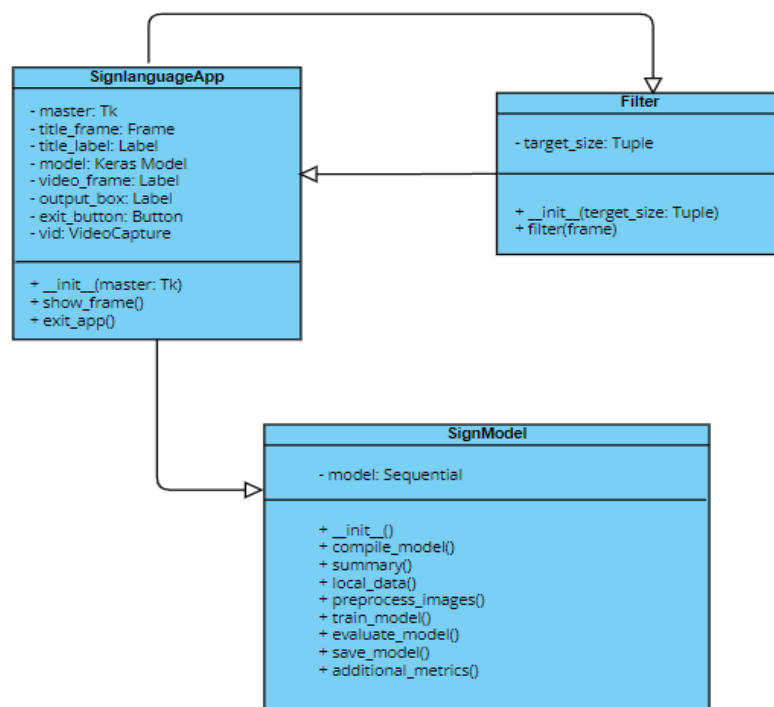 SignlanguageApp
- master: Tk
- title_frame: Frame
- title_label: Label
- model: Keras Model
- video_frame: Label
- output_box: Label
- exit_button: Button
- vid: VideoCapture
+ __init__(master: Tk)
+ show_frame()
+ exit_app()
Filter
- target_size: Tuple
+ __init__(terget_size: Tuple)
+ filter(frame)
SignModel
- model: Sequential
+ __init__()
+ compile_model()
+ summary()
+ local_data()
+ preprocess_images()
+ train_model()
+ evaluate_model()
+ save_model()
+ additional_metrics()